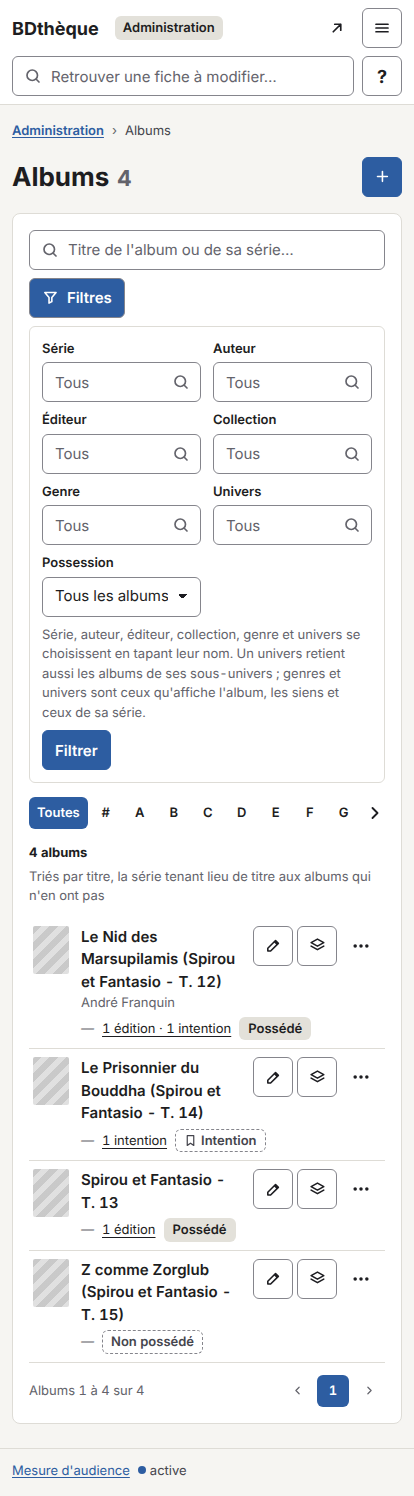 BDthèque Administration
Retrouver une fiche à modifier... ?
Administration › Albums
Albums 4
+
Titre de l'album ou de sa série...
Filtres
Série Auteur
Tous Tous
Éditeur Collection
Tous Tous
Genre Univers
Tous Tous
Possession
Tous les albums
Série, auteur, éditeur, collection, genre et univers se
choisissent en tapant leur nom. Un univers retient
aussi les albums de ses sous-univers ; genres et
univers sont ceux qu'affiche l'album, les siens et
ceux de sa série.
Filtrer
Toutes # A B C D E F G
4 albums
Triés par titre, la série tenant lieu de titre aux albums qui
n'en ont pas
Le Nid des
Marsupilamis (Spirou
et Fantasio - T. 12)
André Franquin
— 1 édition · 1 intention Possédé
Le Prisonnier du
Bouddha (Spirou et
Fantasio - T. 14)
— 1 intention Intention
Spirou et Fantasio -
T. 13
— 1 édition Possédé
Z comme Zorglub
(Spirou et Fantasio -
T. 15)
— Non possédé
Albums 1 à 4 sur 4 ‹ 1 ›
Mesure d'audience active